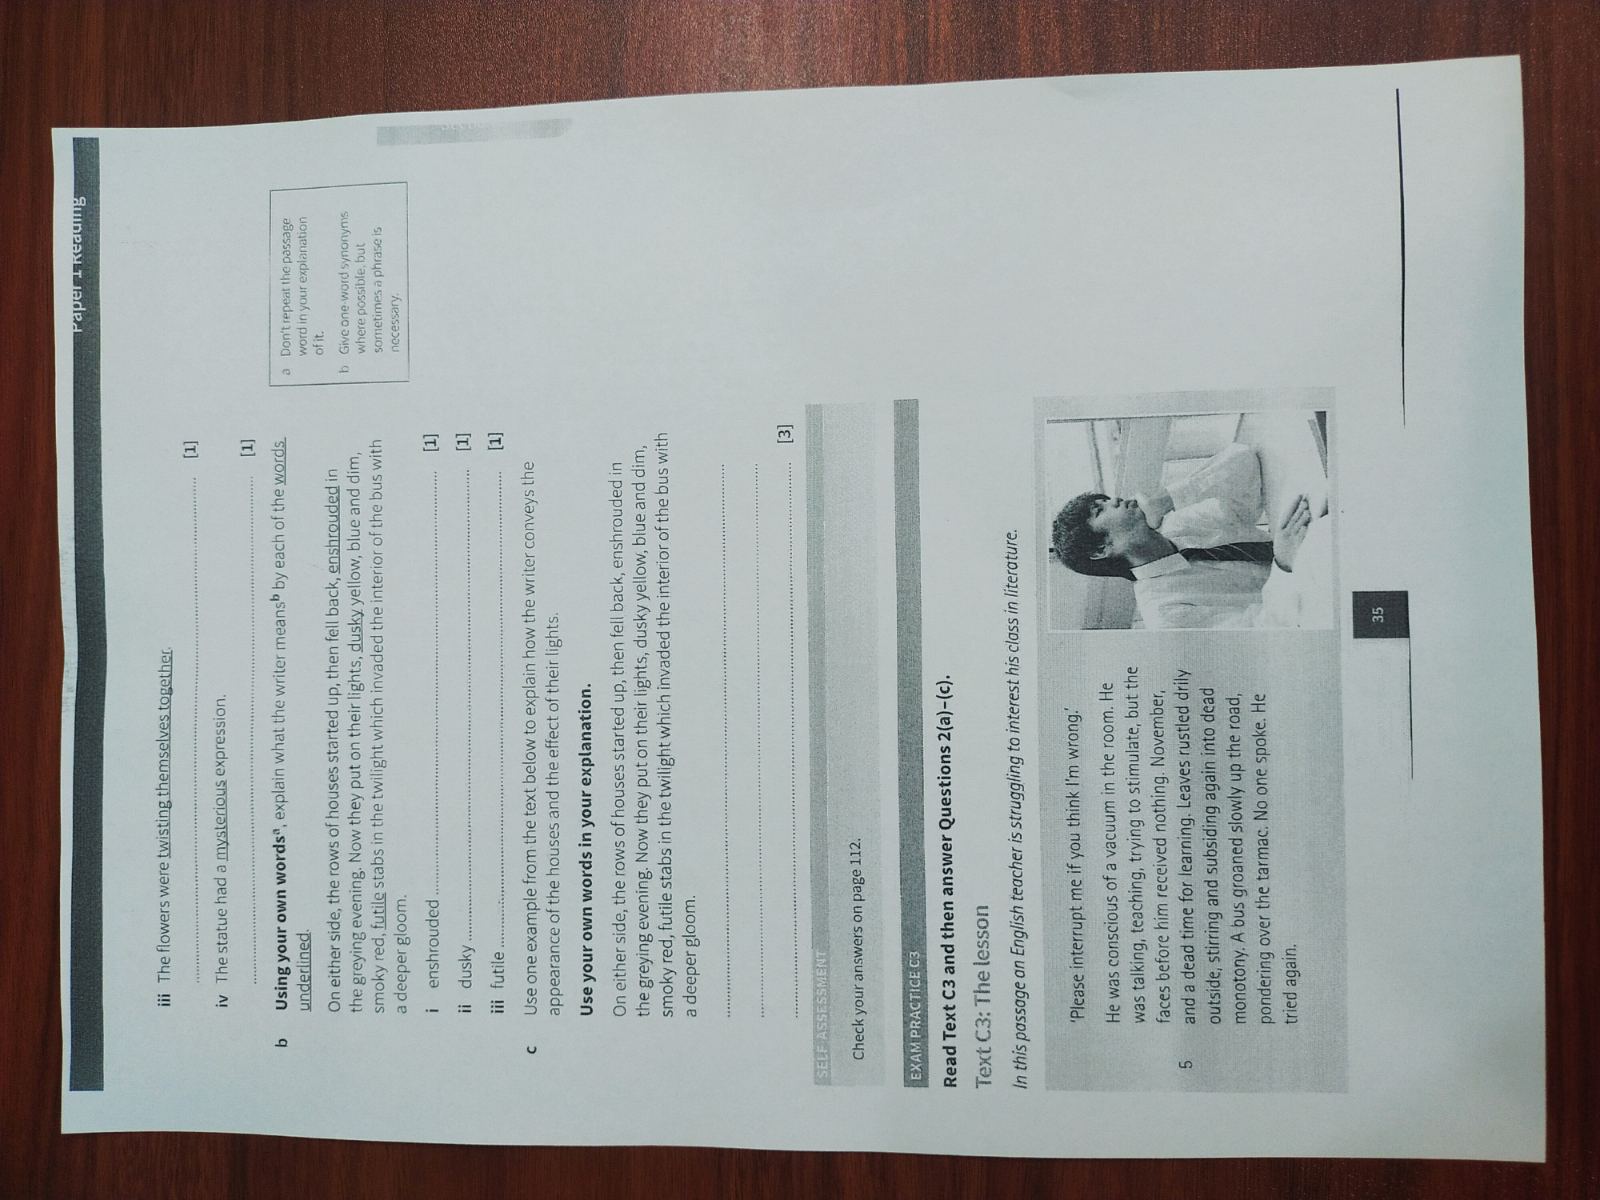 Paper 1 Reading
iii The flowers were twisting themselves together.
[1]
iv The statue had a mysterious expression.
[1]
b Using your own wordsᵃ, explain what the writer meansᵇ by each of the words
underlined.
On either side, the rows of houses started up, then fell back, enshrouded in
the greying evening. Now they put on their lights, dusky yellow, blue and dim,
smoky red, futile stabs in the twilight which invaded the interior of the bus with
a deeper gloom.
i enshrouded [1]
ii dusky [1]
iii futile [1]
a Don't repeat the passage
word in your explanation
of it.
b Give one-word synonyms
where possible, but
sometimes a phrase is
necessary.
c Use one example from the text below to explain how the writer conveys the
appearance of the houses and the effect of their lights.
Use your own words in your explanation.
On either side, the rows of houses started up, then fell back, enshrouded in
the greying evening. Now they put on their lights, dusky yellow, blue and dim,
smoky red, futile stabs in the twilight which invaded the interior of the bus with
a deeper gloom.
[3]
SELF-ASSESSMENT
Check your answers on page 112.
EXAM PRACTICE C3
Read Text C3 and then answer Questions 2(a)–(c).
Text C3: The lesson
In this passage an English teacher is struggling to interest his class in literature.
'Please interrupt me if you think I'm wrong.'
He was conscious of a vacuum in the room. He
was talking, teaching, trying to stimulate, but the
faces before him received nothing. November,
5 and a dead time for learning. Leaves rustled drily
outside, stirring and subsiding again into dead
monotony. A bus groaned slowly up the road,
pondering over the tarmac. No one spoke. He
tried again.
35